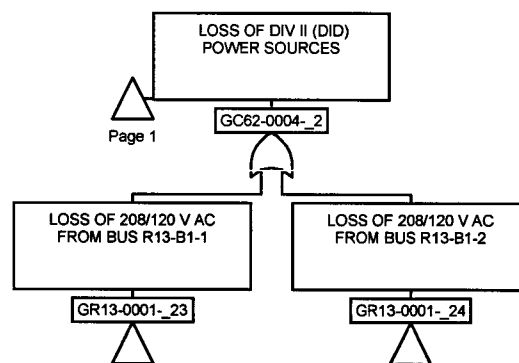 LOSS OF DIV II (DID)
POWER SOURCES
Page 1
GC62-0004-_2
LOSS OF 208/120 V AC
FROM BUS R13-B1-1
LOSS OF 208/120 V AC
FROM BUS R13-B1-2
GR13-0001-_23
GR13-0001-_24